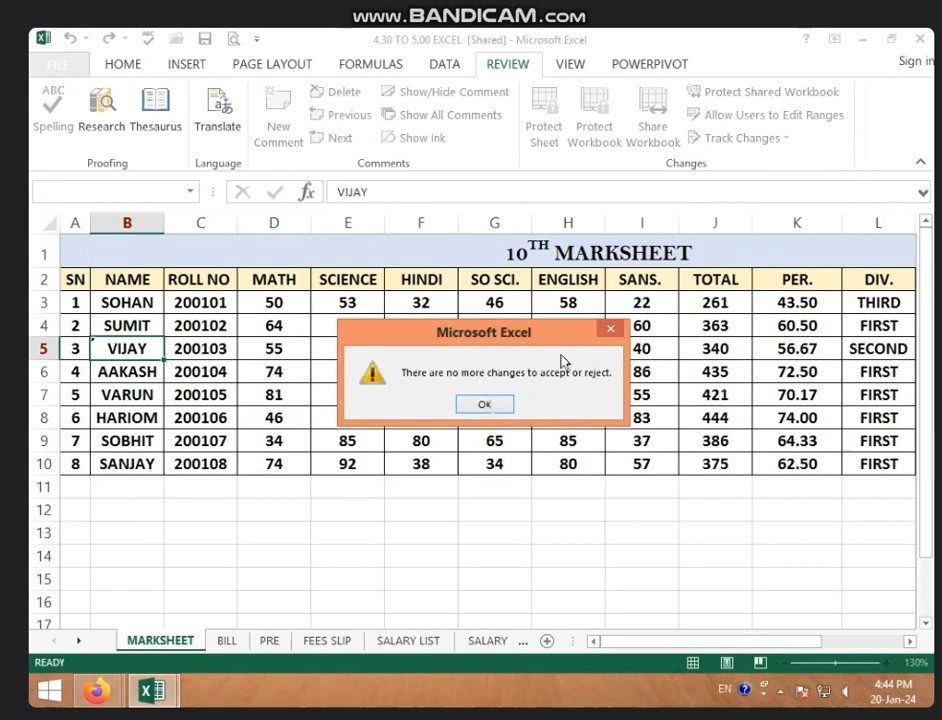 www.BANDICAM.com
4.30 TO 5.00 EXCEL [Shared] - Microsoft Excel
FILE HOME INSERT PAGE LAYOUT FORMULAS DATA REVIEW VIEW POWERPIVOT Sign in
ABC
Spelling Research Thesaurus Translate New Comment Delete Previous Next Show/Hide Comment Show All Comments Show Ink Protect Sheet Protect Workbook Share Workbook Protect Shared Workbook Allow Users to Edit Ranges Track Changes
Proofing Language Comments Changes
fx VIJAY
A B C D E F G H I J K L
1 10TH MARKSHEET
2 SN NAME ROLL NO MATH SCIENCE HINDI SO SCI. ENGLISH SANS. TOTAL PER. DIV.
3 1 SOHAN 200101 50 53 32 46 58 22 261 43.50 THIRD
4 2 SUMIT 200102 64 60 363 60.50 FIRST
5 3 VIJAY 200103 55 40 340 56.67 SECOND
6 4 AAKASH 200104 74 86 435 72.50 FIRST
7 5 VARUN 200105 81 55 421 70.17 FIRST
8 6 HARIOM 200106 46 83 444 74.00 FIRST
9 7 SOBHIT 200107 34 85 80 65 85 37 386 64.33 FIRST
10 8 SANJAY 200108 74 92 38 34 80 57 375 62.50 FIRST
Microsoft Excel
There are no more changes to accept or reject.
OK
11
12
13
14
15
16
17
MARKSHEET BILL PRE FEES SLIP SALARY LIST SALARY ...
READY 130%
EN 4:44 PM
20-Jan-24